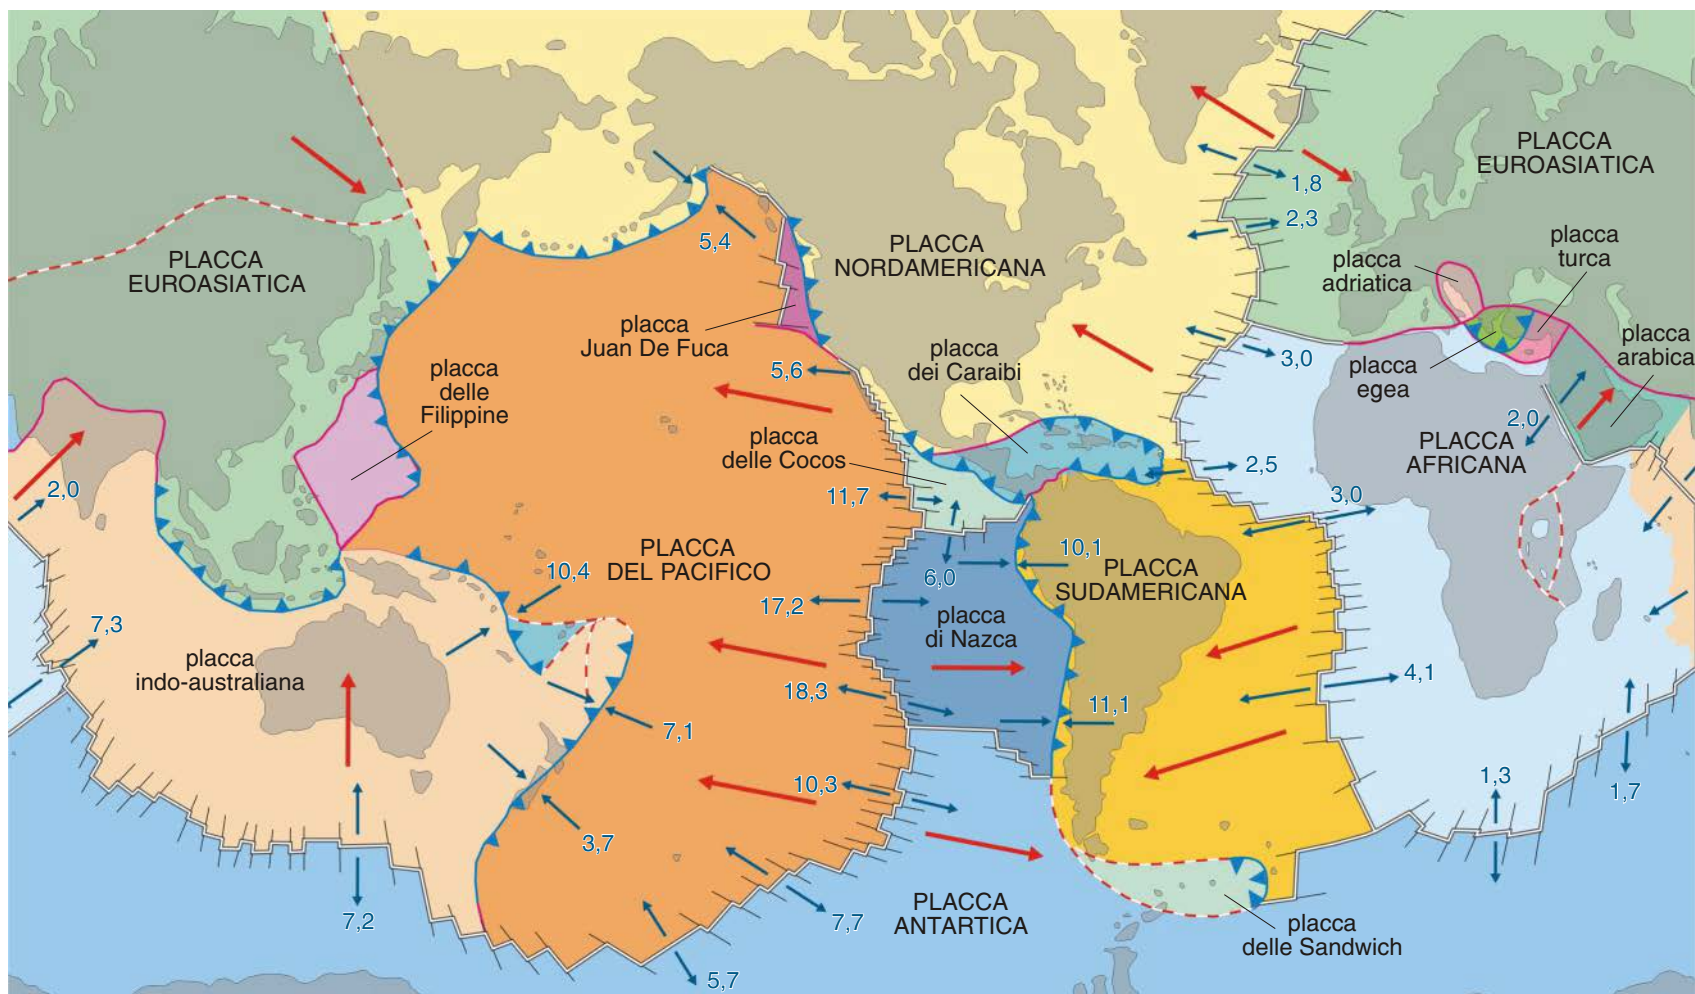 PLACCA
EUROASIATICA
1,8
2,3
5,4
PLACCA
NORDAMERICANA
placca
turca
placca
adriatica
PLACCA
EUROASIATICA
placca
Juan De Fuca
placca
arabica
placca
dei Caraibi
3,0
placca
egea
5,6
placca
delle
Filippine
2,0
placca
delle Cocos
PLACCA
AFRICANA
2,5
2,0
11,7
3,0
PLACCA
DEL PACIFICO
10,1
10,4
6,0
PLACCA
SUDAMERICANA
17,2
placca
di Nazca
7,3
placca
indo-australiana
4,1
18,3
11,1
7,1
10,3
1,3
1,7
3,7
PLACCA
ANTARTICA
7,2
7,7
placca
delle Sandwich
5,7